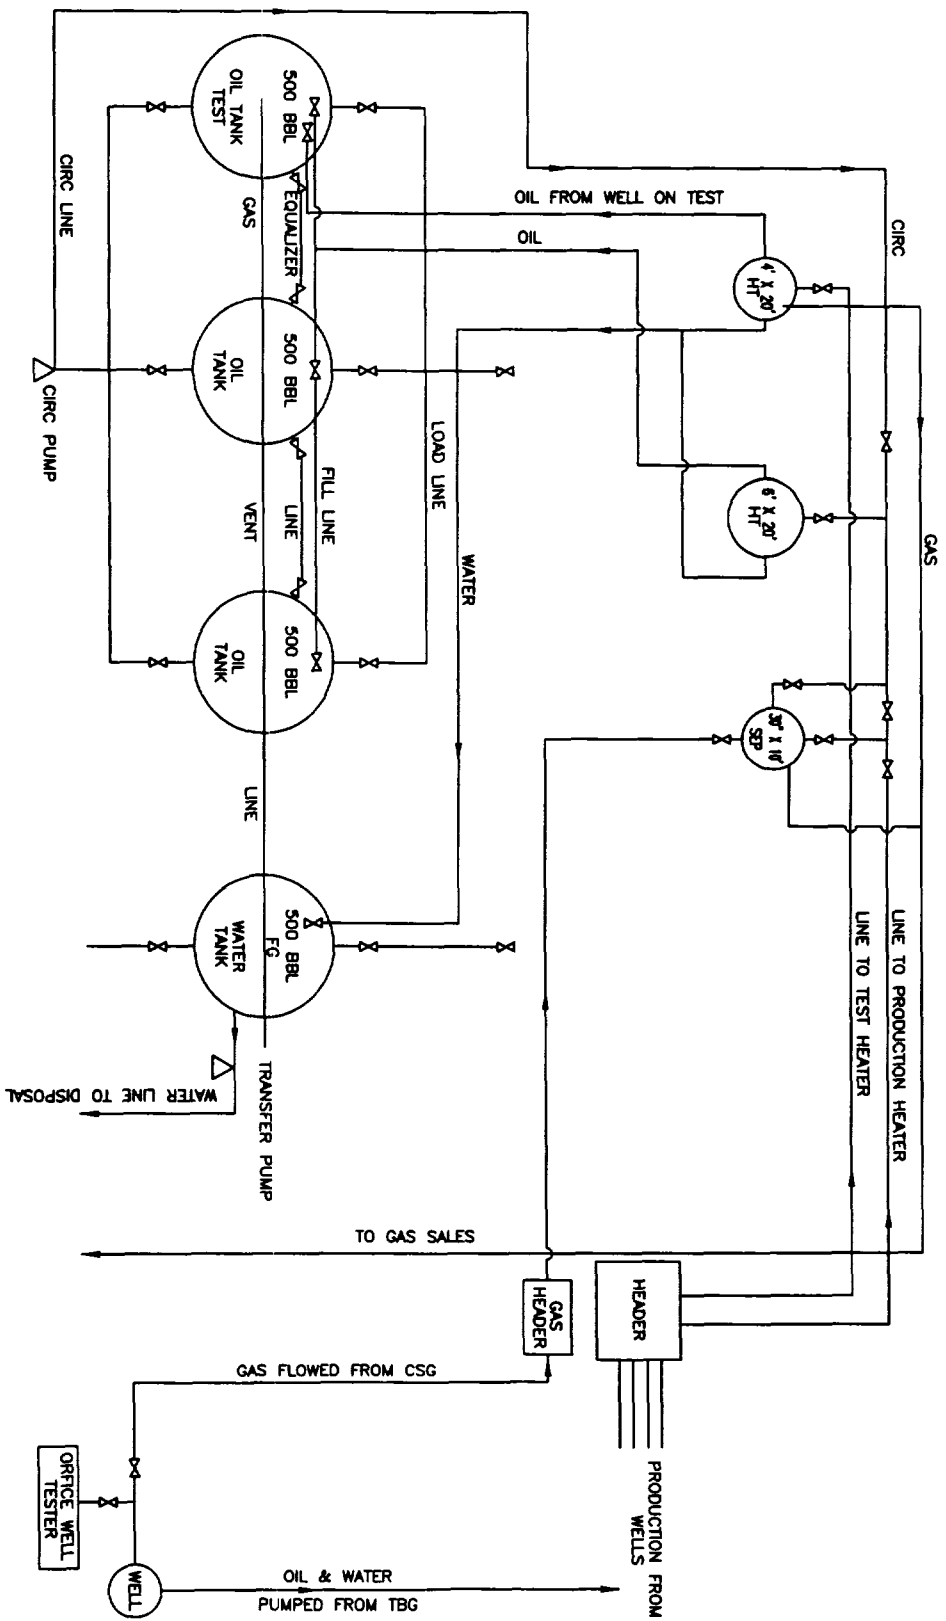 CIRC LINE
CIRC PUMP
500 BBL
OIL TANK
TEST
500 BBL
OIL
TANK
500 BBL
OIL
TANK
500 BBL
FG
WATER
TANK
GAS
VENT
LINE
EQUALIZER
LINE
FILL LINE
LOAD LINE
WATER
OIL FROM WELL ON TEST
OIL
4' X 20'
HT
6' X 20'
HT
30" X 10'
SEP
CIRC
GAS
LINE TO TEST HEATER
LINE TO PRODUCTION HEATER
TRANSFER PUMP
WATER LINE TO DISPOSAL
TO GAS SALES
GAS
HEADER
HEADER
PRODUCTION FROM
WELLS
GAS FLOWED FROM CSG
ORFICE WELL
TESTER
WELL
OIL & WATER
PUMPED FROM TBG